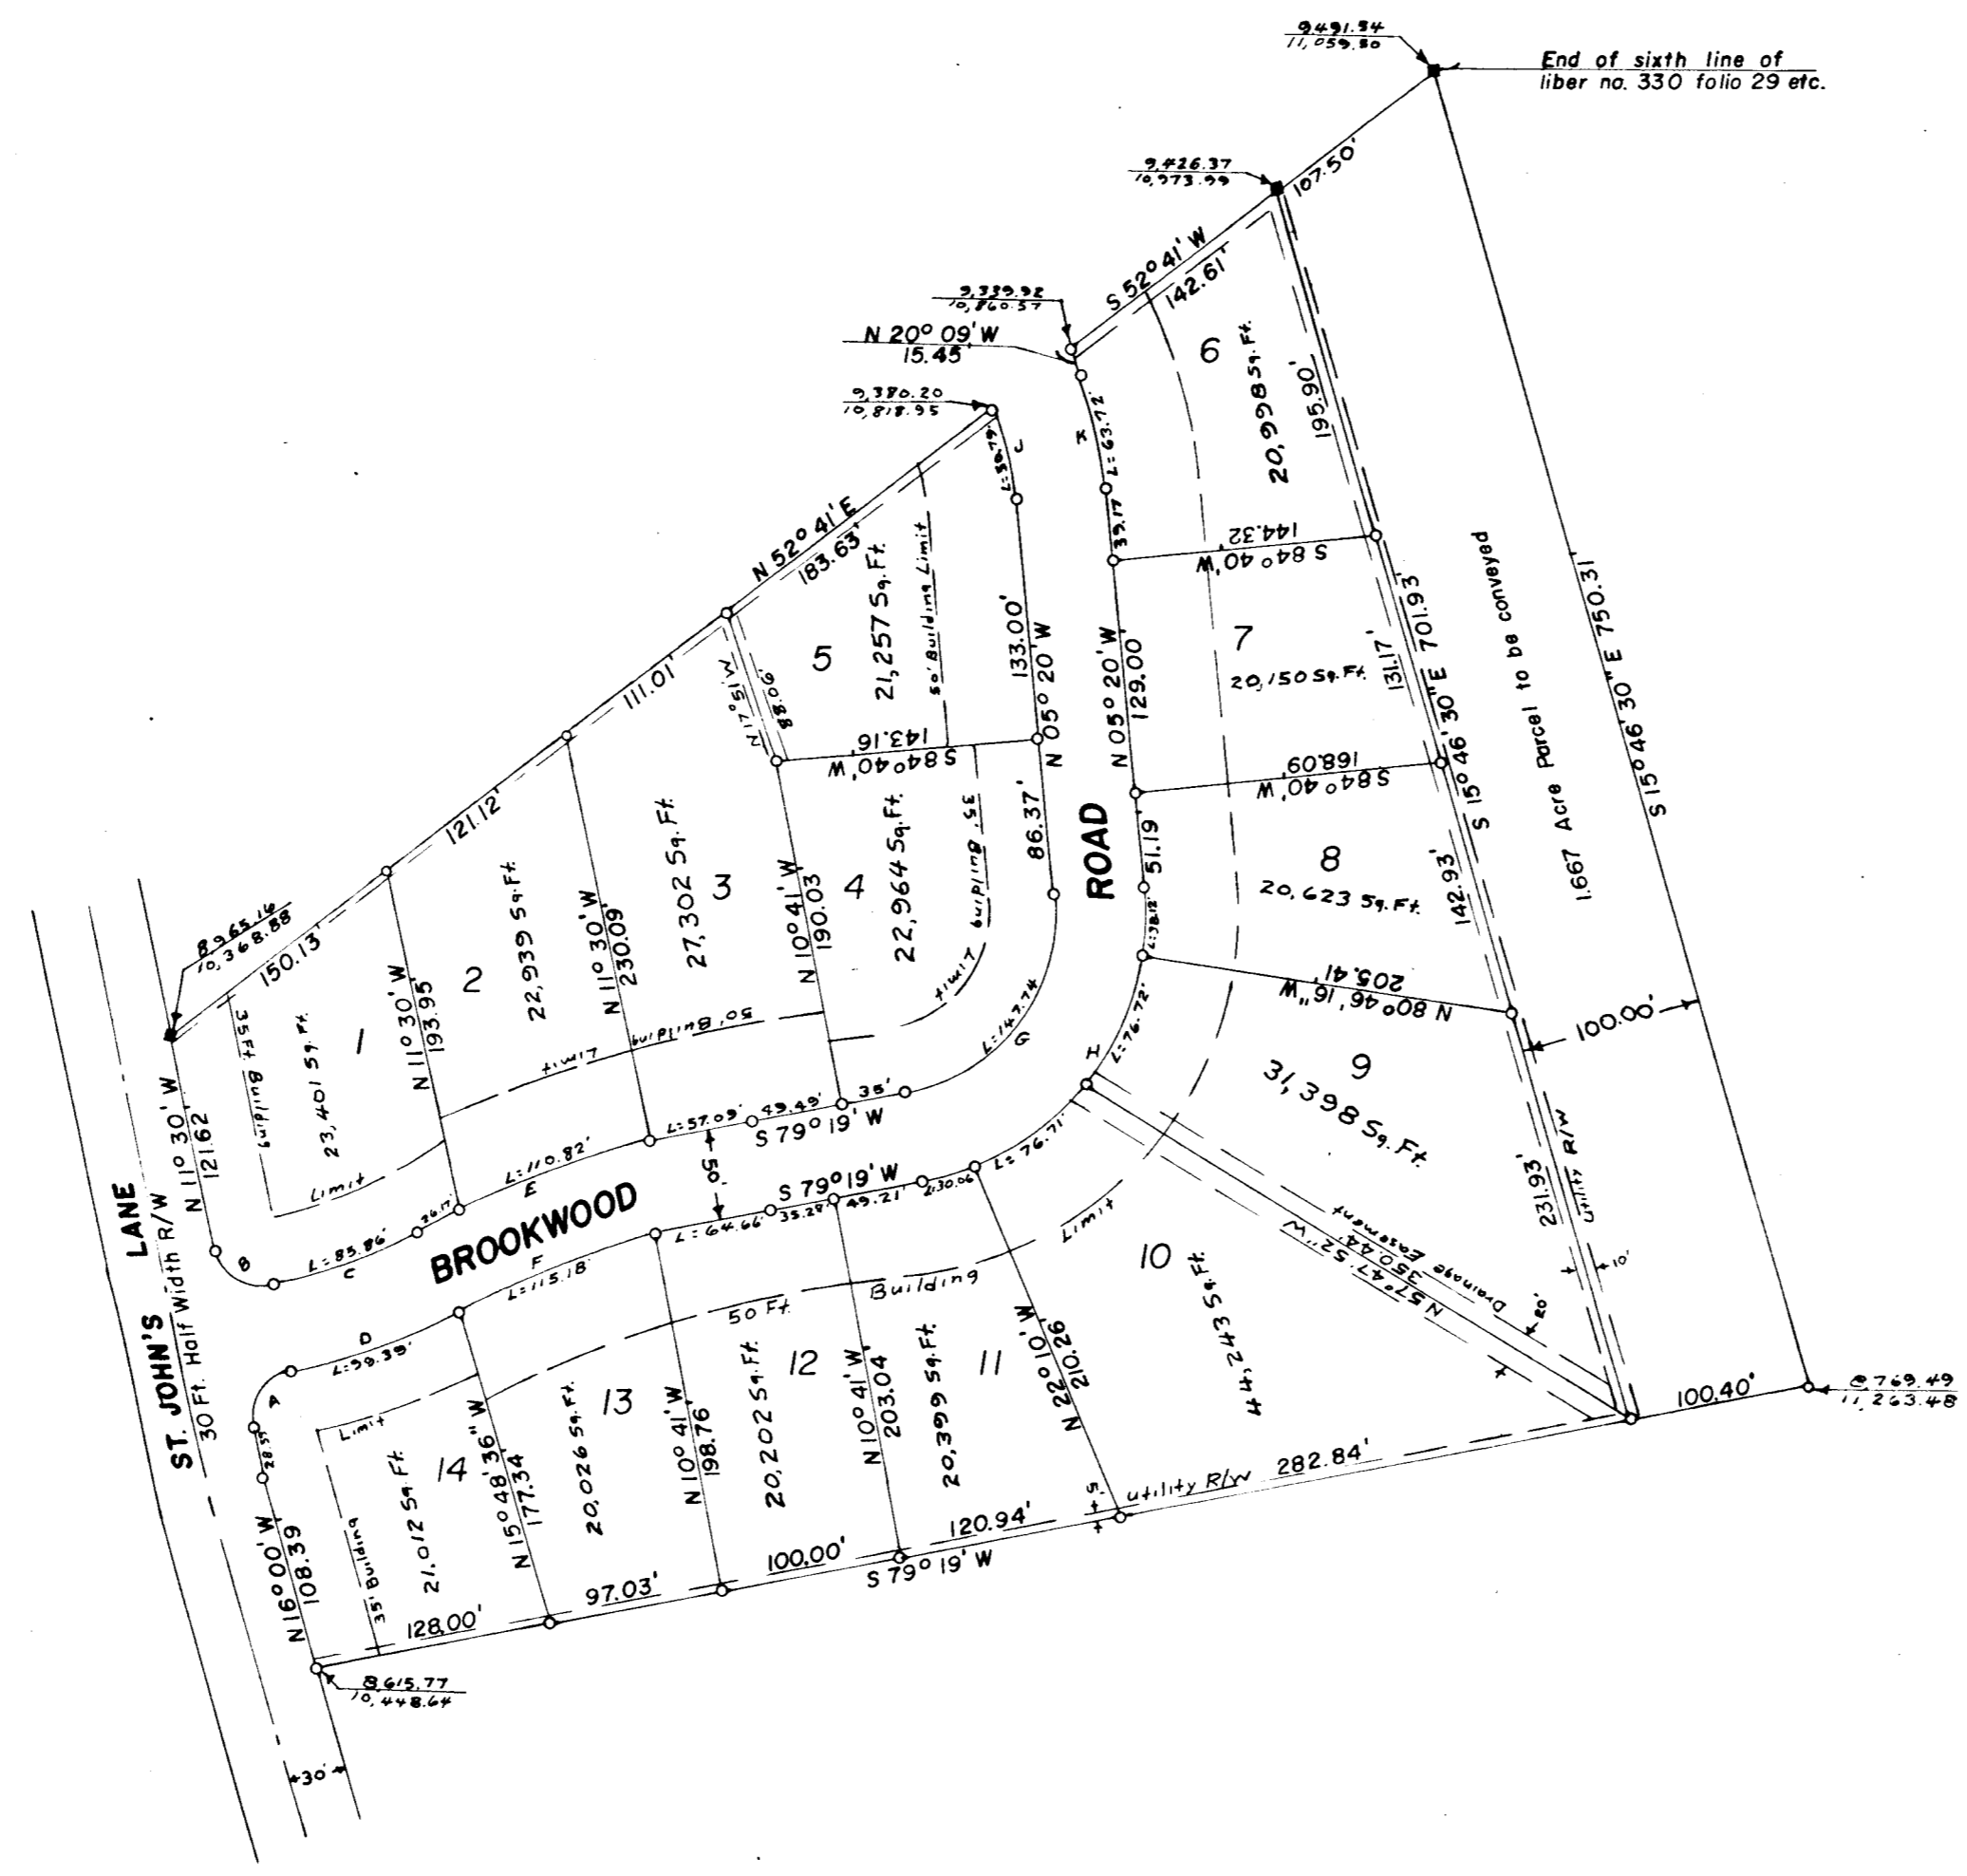 9,491.54
11,059.50
End of sixth line of
liber no. 330 folio 29 etc.
9,426.37
10,973.99
107.50'
S 52° 41' W
142.61'
9,339.92
10,860.57
N 20° 09' W
15.45'
6
20,998 Sq. Ft.
195.90'
9,380.20
10,818.95
L=63.72'
39.17
144.32
S 84° 40' W
N 52° 41' E
183.63'
5
21,257 Sq. Ft.
50' Building Limit
133.00'
N 05° 20' W
N 17° 51' W
88.06'
143.16'
S 84° 40' W
N 05° 20' W
129.00'
7
20,150 Sq. Ft.
131.17'
S 15° 46' 30" E 701.93'
1.667 Acre Parcel to be conveyed
S 15° 46' 30" E 750.31'
168.09'
S 84° 40' W
111.01'
121.12'
150.13'
8,965.16
10,368.88
2
22,939 Sq. Ft.
N 11° 30' W
230.09'
3
27,302 Sq. Ft.
N 10° 41' W
190.03
4
22,964 Sq. Ft.
35' Building
Limit
86.37'
ROAD
51.19'
L=38.12'
8
20,623 Sq. Ft.
142.93'
205.41'
N 80° 46' 16" W
100.00'
35 Ft. Building
Limit
1
23,401 Sq. Ft.
N 11° 30' W
193.95'
50' Building
Limit
L=147.74
G
I
L=76.72'
9
31,398 Sq. Ft.
231.93'
Utility R/W
10'
N 11° 30' W
121.62
B
L=85.86'
C
26.17'
L=110.82'
E
L=57.09'
49.49'
S 79° 19' W
35'
50'
BROOKWOOD
L=76.71'
L=30.06'
S 79° 19' W
49.21'
35.29'
L=64.66'
F
L=115.18'
D
L=98.39'
A
28.59'
LANE
ST. JOHN'S
30 Ft. Half Width R/W
Drainage Easement
350.44'
N 57° 47' 52" W
20'
50 Ft.
Building
Limit
10
44,243 Sq. Ft.
N 22° 10' W
210.26'
11
20,399 Sq. Ft.
N 10° 41' W
203.04'
12
20,202 Sq. Ft.
N 10° 41' W
198.76'
13
20,026 Sq. Ft.
N 15° 48' 36" W
177.34'
14
21,012 Sq. Ft.
Limit
35' Building
N 16° 00' W
108.39
100.40'
8,769.49
11,263.48
282.84'
utility R/W
5'
120.94'
S 79° 19' W
100.00'
97.03'
128.00'
8,615.77
10,448.64
30'